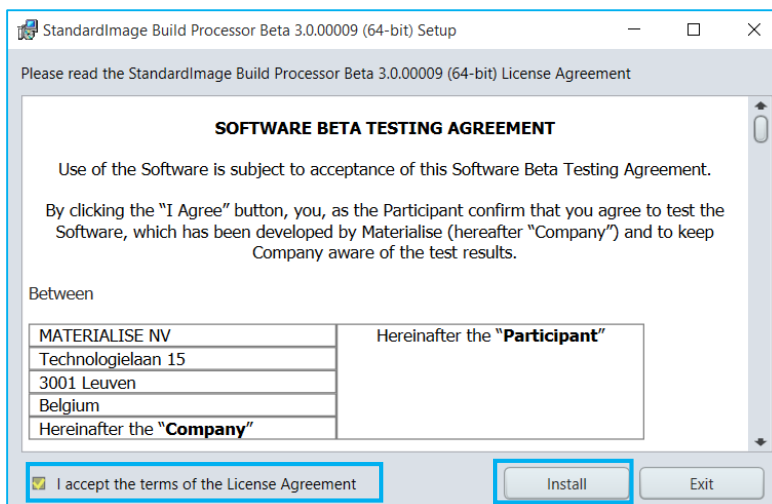 StandardImage Build Processor Beta 3.0.00009 (64-bit) Setup
Please read the StandardImage Build Processor Beta 3.0.00009 (64-bit) License Agreement
SOFTWARE BETA TESTING AGREEMENT
Use of the Software is subject to acceptance of this Software Beta Testing Agreement.
By clicking the “I Agree” button, you, as the Participant confirm that you agree to test the
Software, which has been developed by Materialise (hereafter “Company”) and to keep
Company aware of the test results.
Between
MATERIALISE NV
Technologielaan 15
3001 Leuven
Belgium
Hereinafter the “Company”
Hereinafter the “Participant”
I accept the terms of the License Agreement
Install
Exit